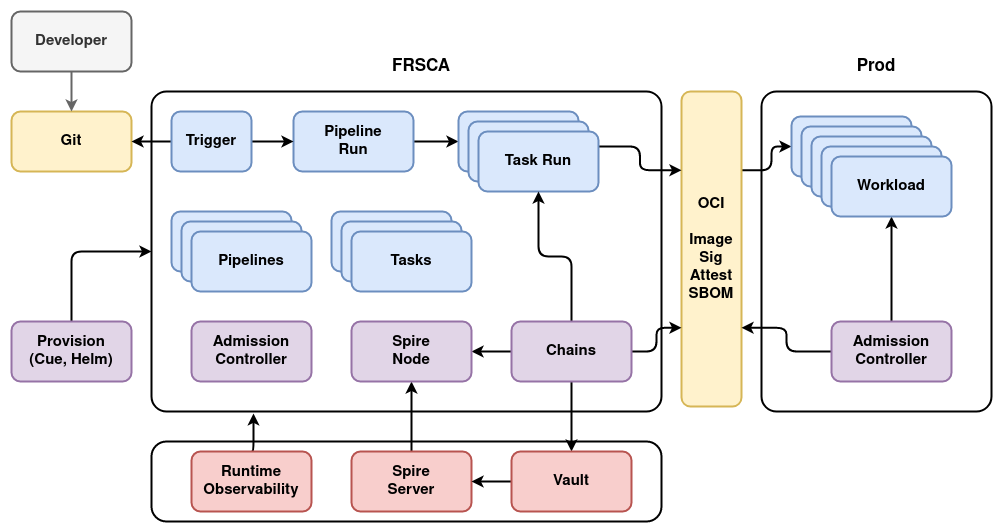 Developer
FRSCA
Prod
Git
Trigger
Pipeline
Run
Task Run
Workload
OCI
Image
Sig
Attest
SBOM
Pipelines
Tasks
Provision
(Cue, Helm)
Admission
Controller
Spire
Node
Chains
Admission
Controller
Runtime
Observability
Spire
Server
Vault